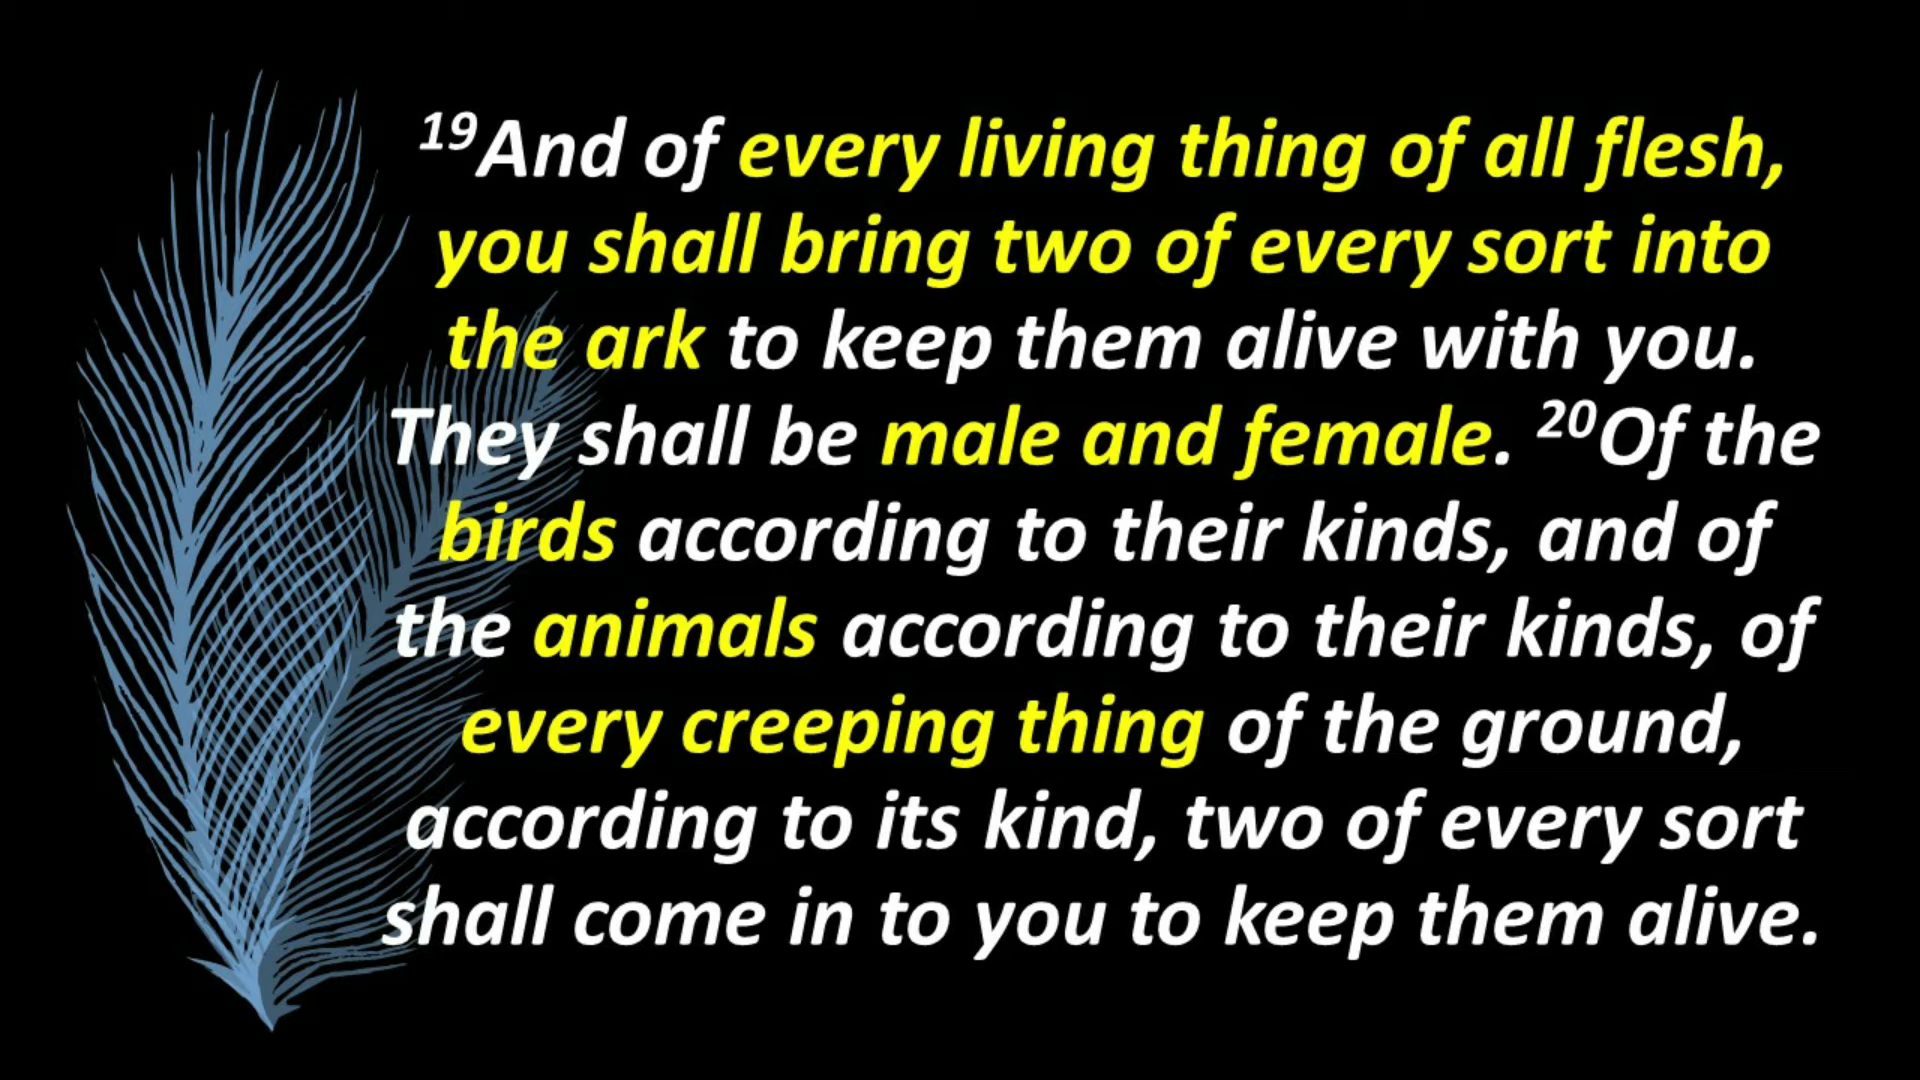 19And of every living thing of all flesh,
you shall bring two of every sort into
the ark to keep them alive with you.
They shall be male and female. 20Of the
birds according to their kinds, and of
the animals according to their kinds, of
every creeping thing of the ground,
according to its kind, two of every sort
shall come in to you to keep them alive.